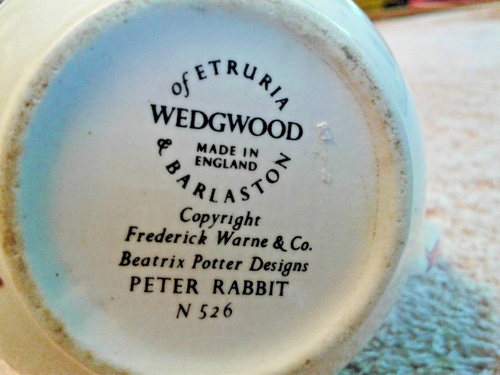 of ETRURIA
WEDGWOOD
MADE IN
ENGLAND
& BARLASTON
Copyright
Frederick Warne & Co.
Beatrix Potter Designs
PETER RABBIT
N 526